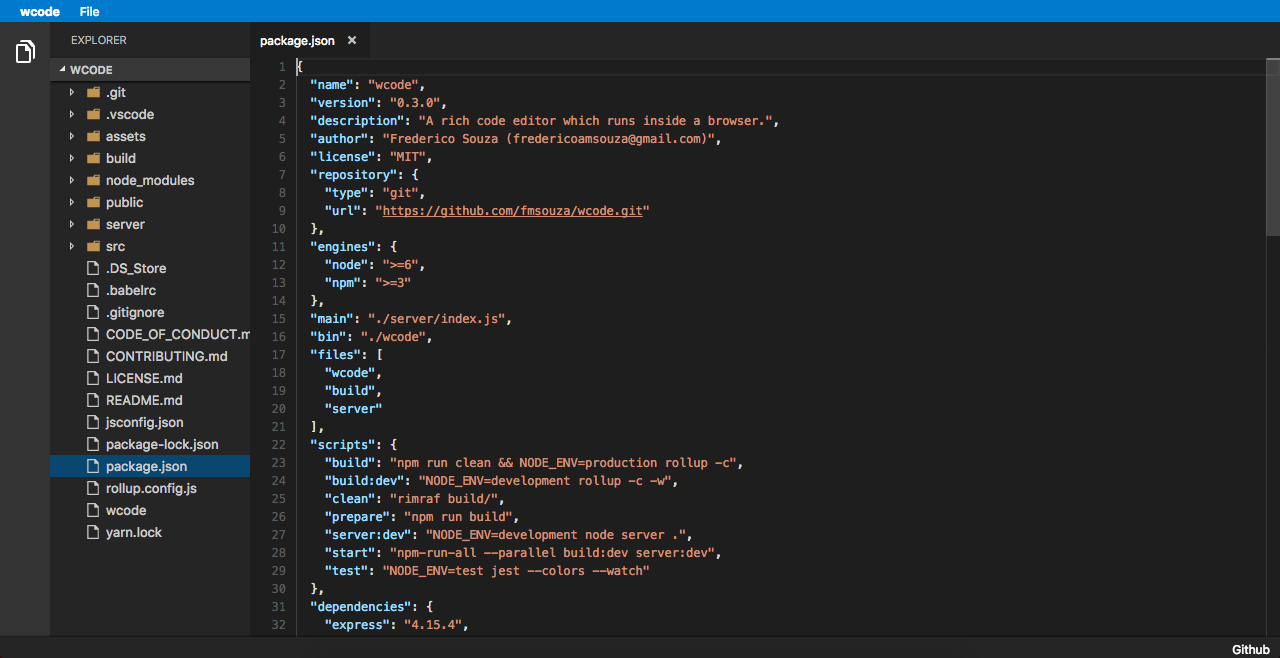 wcode File
EXPLORER
WCODE
.git
.vscode
assets
build
node_modules
public
server
src
.DS_Store
.babelrc
.gitignore
CODE_OF_CONDUCT.m
CONTRIBUTING.md
LICENSE.md
README.md
jsconfig.json
package-lock.json
package.json
rollup.config.js
wcode
yarn.lock
package.json ×
1 {
2 "name": "wcode",
3 "version": "0.3.0",
4 "description": "A rich code editor which runs inside a browser.",
5 "author": "Frederico Souza (fredericoamsouza@gmail.com)",
6 "license": "MIT",
7 "repository": {
8 "type": "git",
9 "url": "https://github.com/fmsouza/wcode.git"
10 },
11 "engines": {
12 "node": ">=6",
13 "npm": ">=3"
14 },
15 "main": "./server/index.js",
16 "bin": "./wcode",
17 "files": [
18 "wcode",
19 "build",
20 "server"
21 ],
22 "scripts": {
23 "build": "npm run clean && NODE_ENV=production rollup -c",
24 "build:dev": "NODE_ENV=development rollup -c -w",
25 "clean": "rimraf build/",
26 "prepare": "npm run build",
27 "server:dev": "NODE_ENV=development node server .",
28 "start": "npm-run-all --parallel build:dev server:dev",
29 "test": "NODE_ENV=test jest --colors --watch"
30 },
31 "dependencies": {
32 "express": "4.15.4",
Github